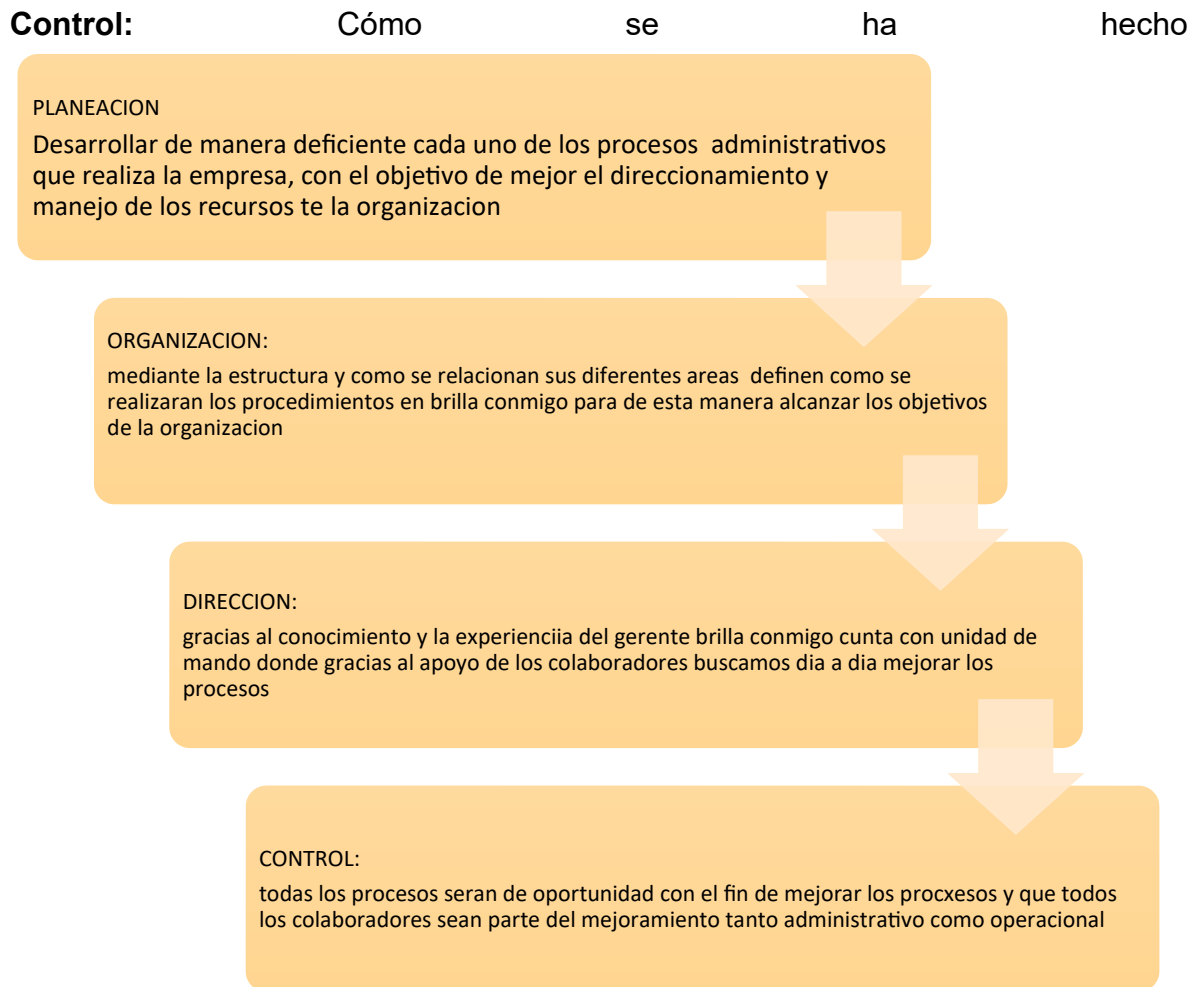 Control: Cómo se ha hecho
PLANEACION
Desarrollar de manera deficiente cada uno de los procesos administrativos
que realiza la empresa, con el objetivo de mejor el direccionamiento y
manejo de los recursos te la organizacion
ORGANIZACION:
mediante la estructura y como se relacionan sus diferentes areas definen como se
realizaran los procedimientos en brilla conmigo para de esta manera alcanzar los objetivos
de la organizacion
DIRECCION:
gracias al conocimiento y la experienciia del gerente brilla conmigo cunta con unidad de
mando donde gracias al apoyo de los colaboradores buscamos dia a dia mejorar los
procesos
CONTROL:
todas los procesos seran de oportunidad con el fin de mejorar los procxesos y que todos
los colaboradores sean parte del mejoramiento tanto administrativo como operacional